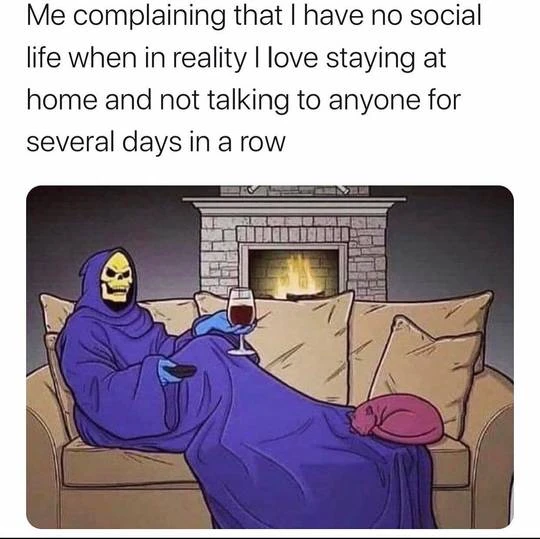 Me complaining that I have no social
life when in reality I love staying at
home and not talking to anyone for
several days in a row